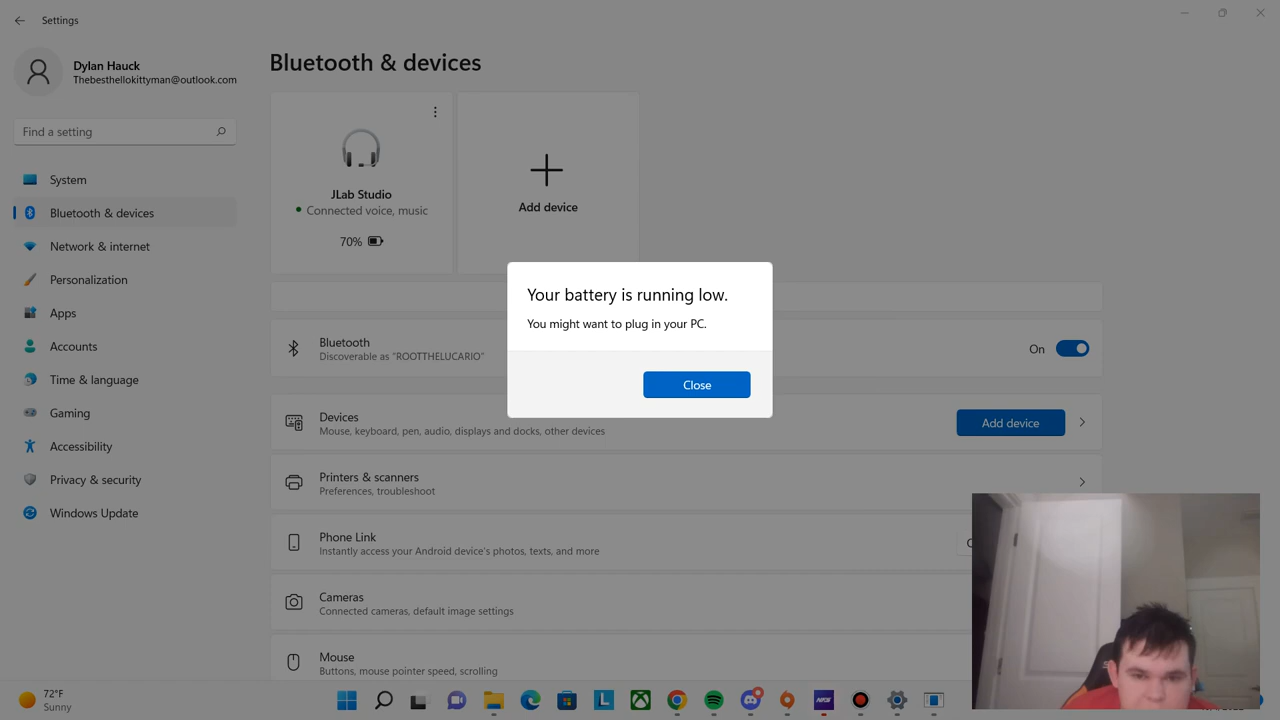 Settings
Dylan Hauck
Thebesthellokittyman@outlook.com
Find a setting
System
Bluetooth & devices
Network & internet
Personalization
Apps
Accounts
Time & language
Gaming
Accessibility
Privacy & security
Windows Update
Bluetooth & devices
JLab Studio
Connected voice, music
70%
Add device
Your battery is running low.
You might want to plug in your PC.
Close
Bluetooth
Discoverable as "ROOTTHELUCARIO"
On
Devices
Mouse, keyboard, pen, audio, displays and docks, other devices
Add device
Printers & scanners
Preferences, troubleshoot
Phone Link
Instantly access your Android device's photos, texts, and more
Cameras
Connected cameras, default image settings
Mouse
Buttons, mouse pointer speed, scrolling
72°F
Sunny